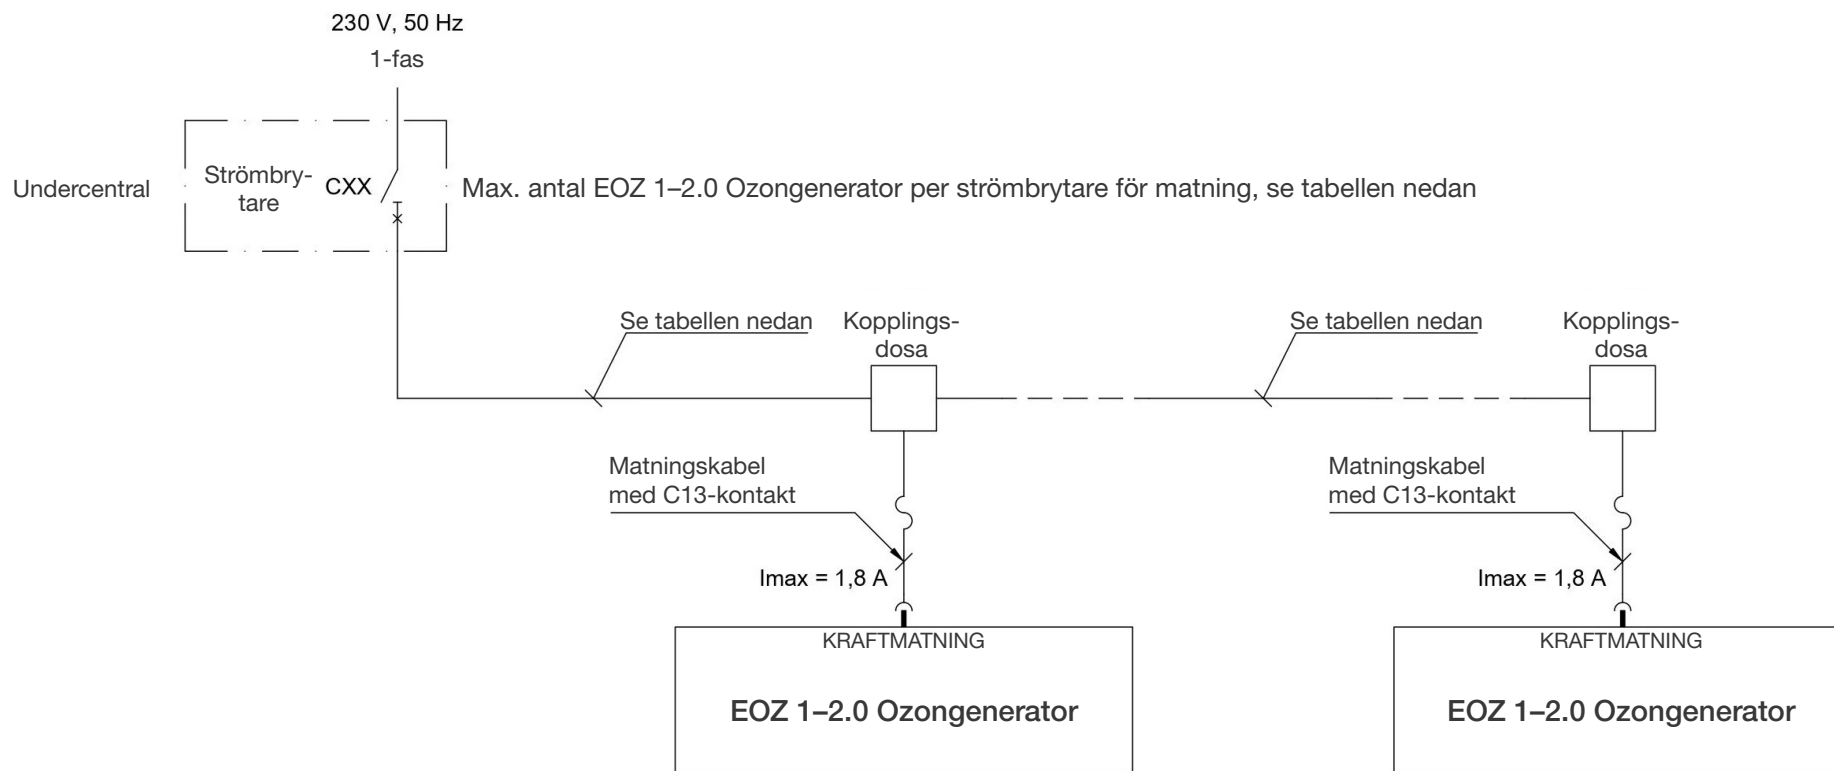 230 V, 50 Hz
1-fas
Undercentral
Strömbry-
tare
CXX
Max. antal EOZ 1–2.0 Ozongenerator per strömbrytare för matning, se tabellen nedan
Se tabellen nedan
Kopplings-
dosa
Se tabellen nedan
Kopplings-
dosa
Matningskabel
med C13-kontakt
Matningskabel
med C13-kontakt
Imax = 1,8 A
Imax = 1,8 A
KRAFTMATNING
KRAFTMATNING
EOZ 1–2.0 Ozongenerator
EOZ 1–2.0 Ozongenerator